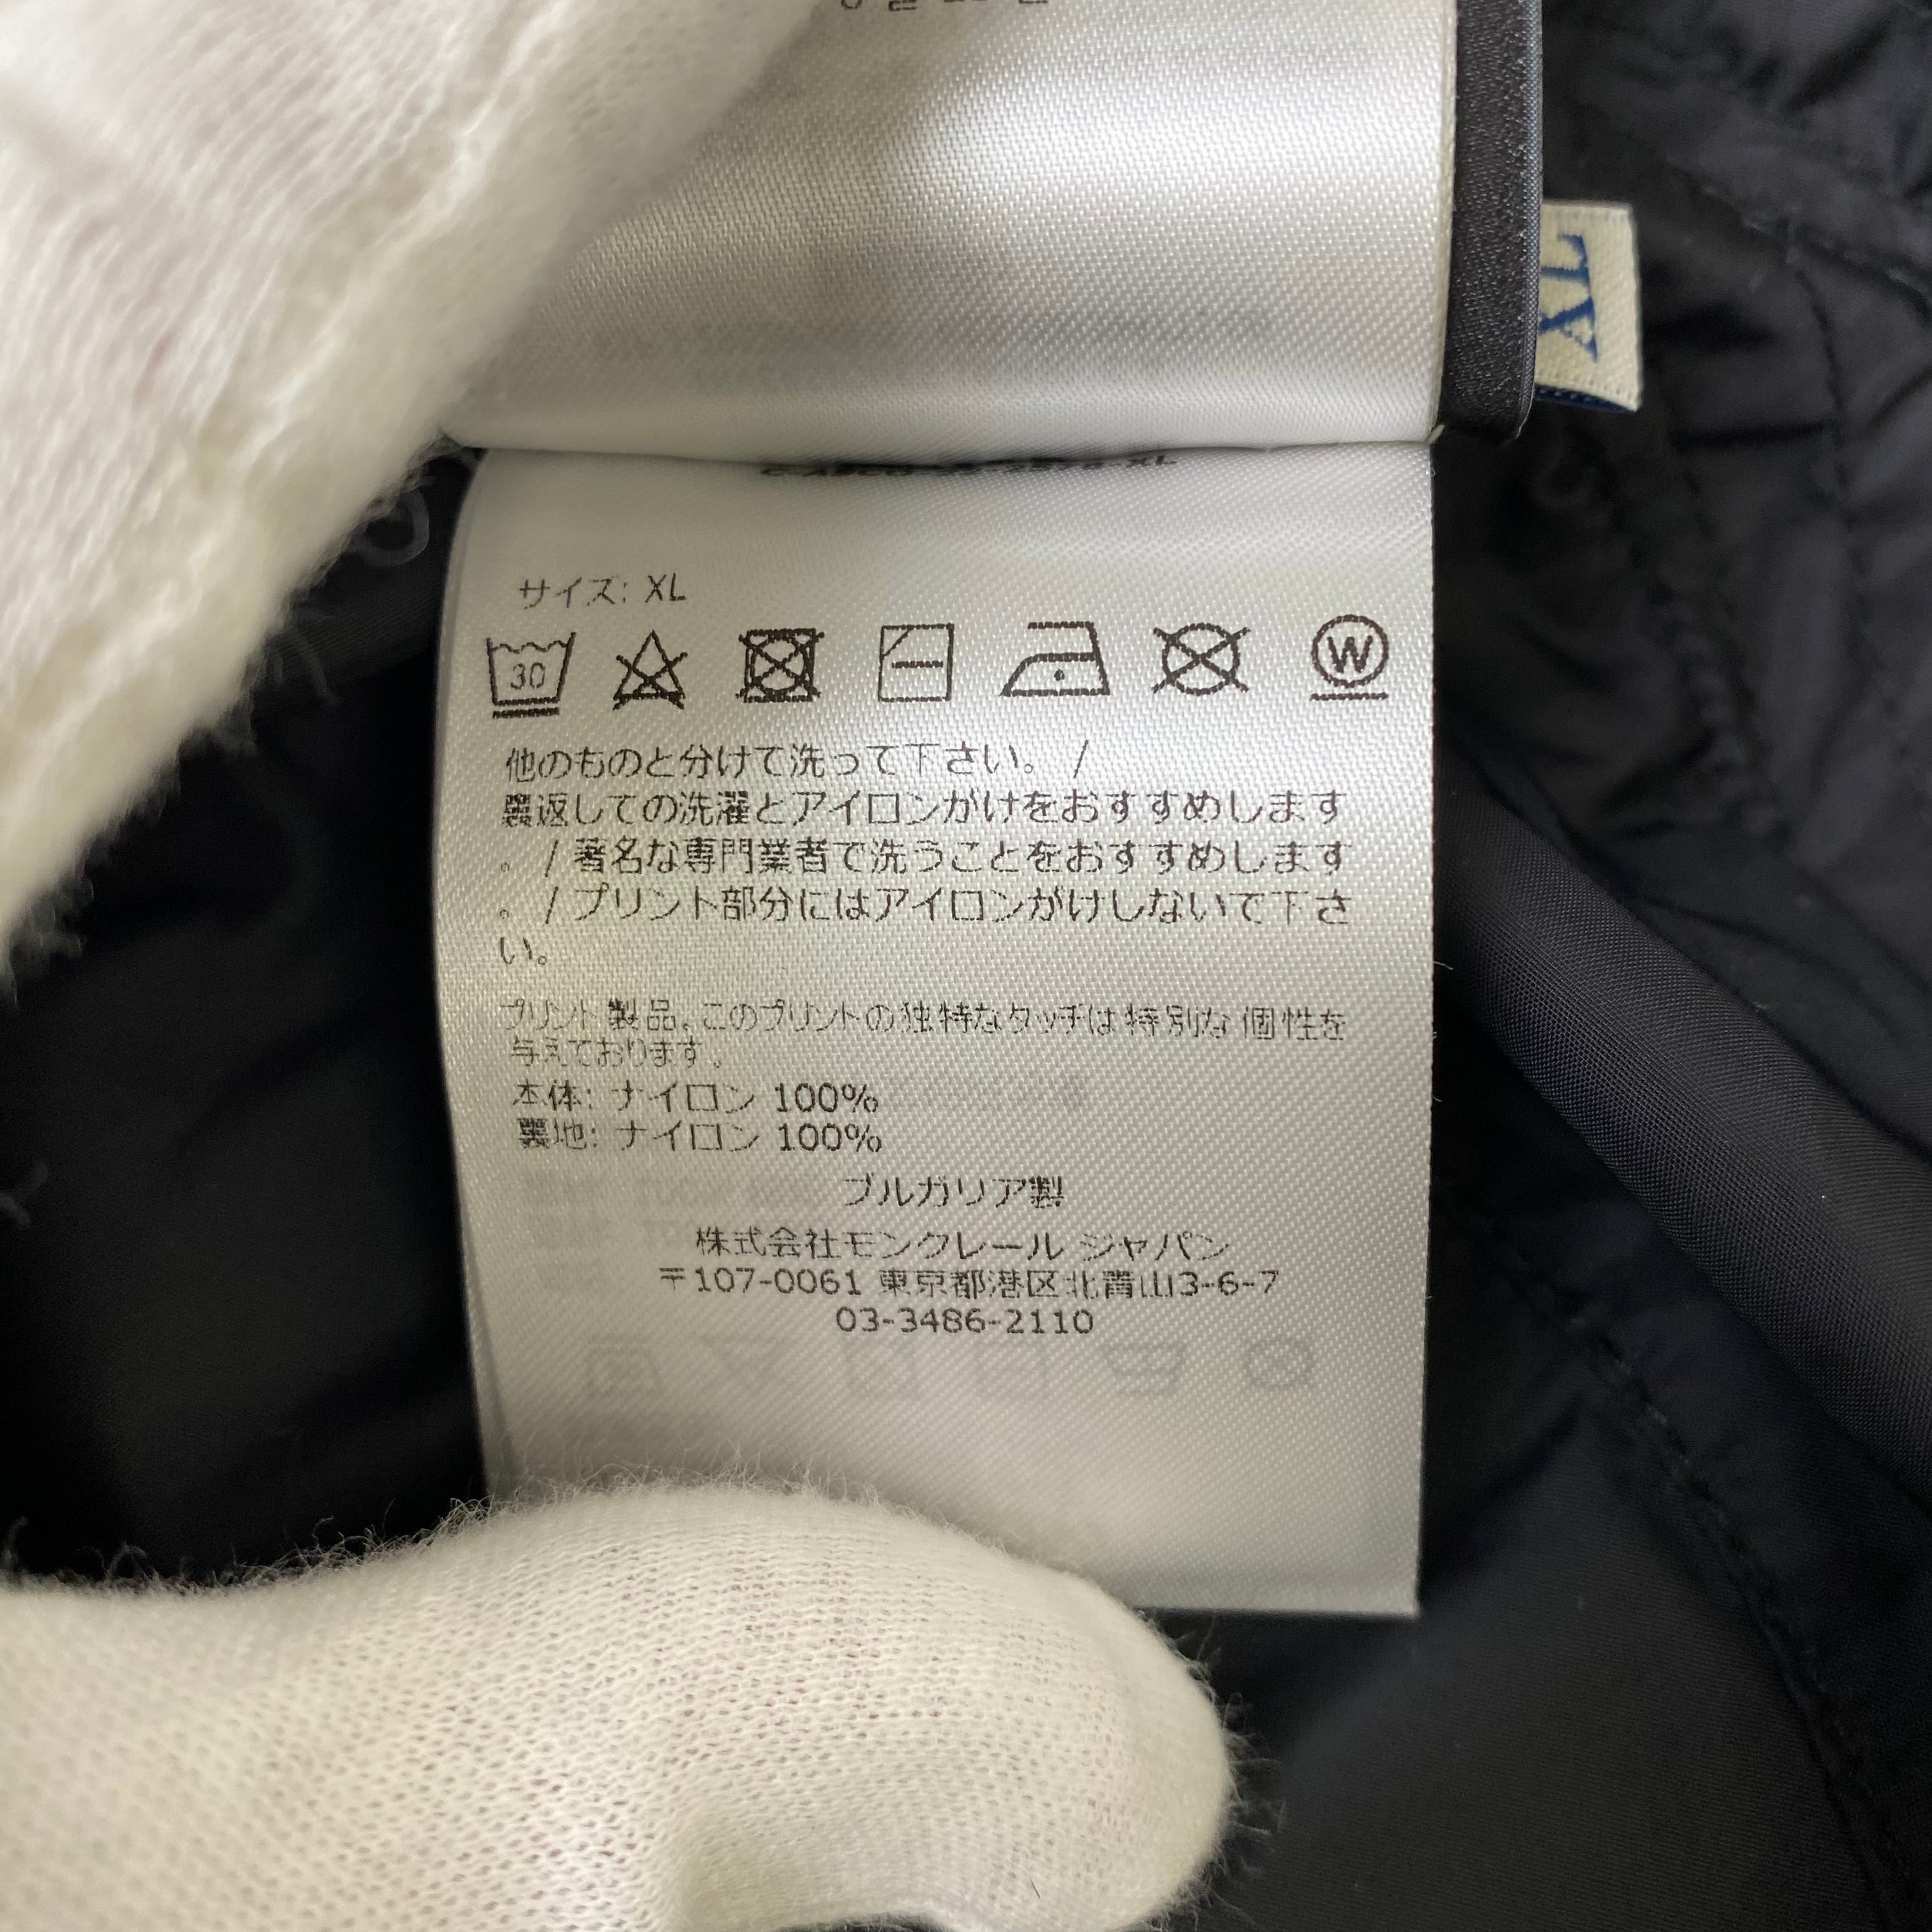 XL
サイズ: XL
30
W
他のものと分けて洗って下さい。 /
裏返しての洗濯とアイロンがけをおすすめします
。 / 著名な専門業者で洗うことをおすすめします
。 / プリント部分にはアイロンがけしないで下さ
い。
プリント製品。このプリントの独特なタッチは特別な個性を
与えております。
本体: ナイロン 100%
裏地: ナイロン 100%
ブルガリア製
株式会社モンクレール ジャパン
〒107-0061 東京都港区北青山3-6-7
03-3486-2110